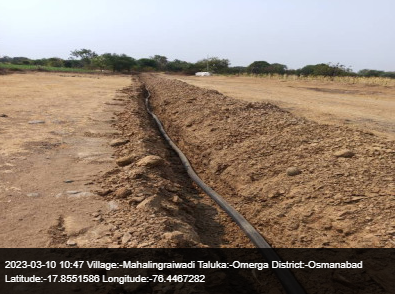 2023-03-10 10:47 Village:-Mahalingraiwadi Taluka:-Omerga District:-Osmanabad
Latitude:-17.8551586 Longitude:-76.4467282